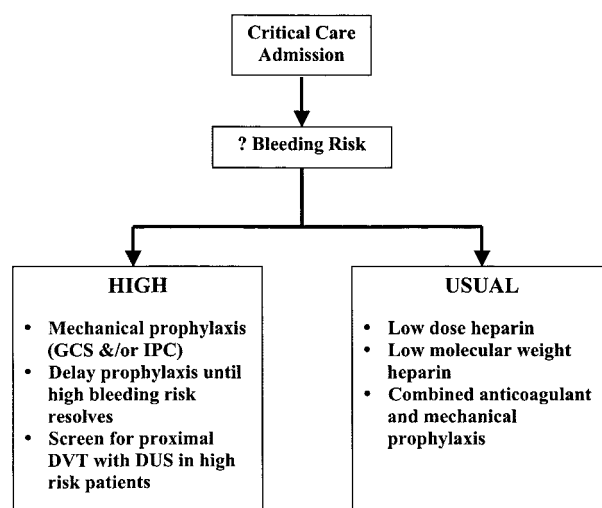 Critical Care
Admission
? Bleeding Risk
HIGH
• Mechanical prophylaxis
(GCS &/or IPC)
• Delay prophylaxis until
high bleeding risk
resolves
• Screen for proximal
DVT with DUS in high
risk patients
USUAL
• Low dose heparin
• Low molecular weight
heparin
• Combined anticoagulant
and mechanical
prophylaxis